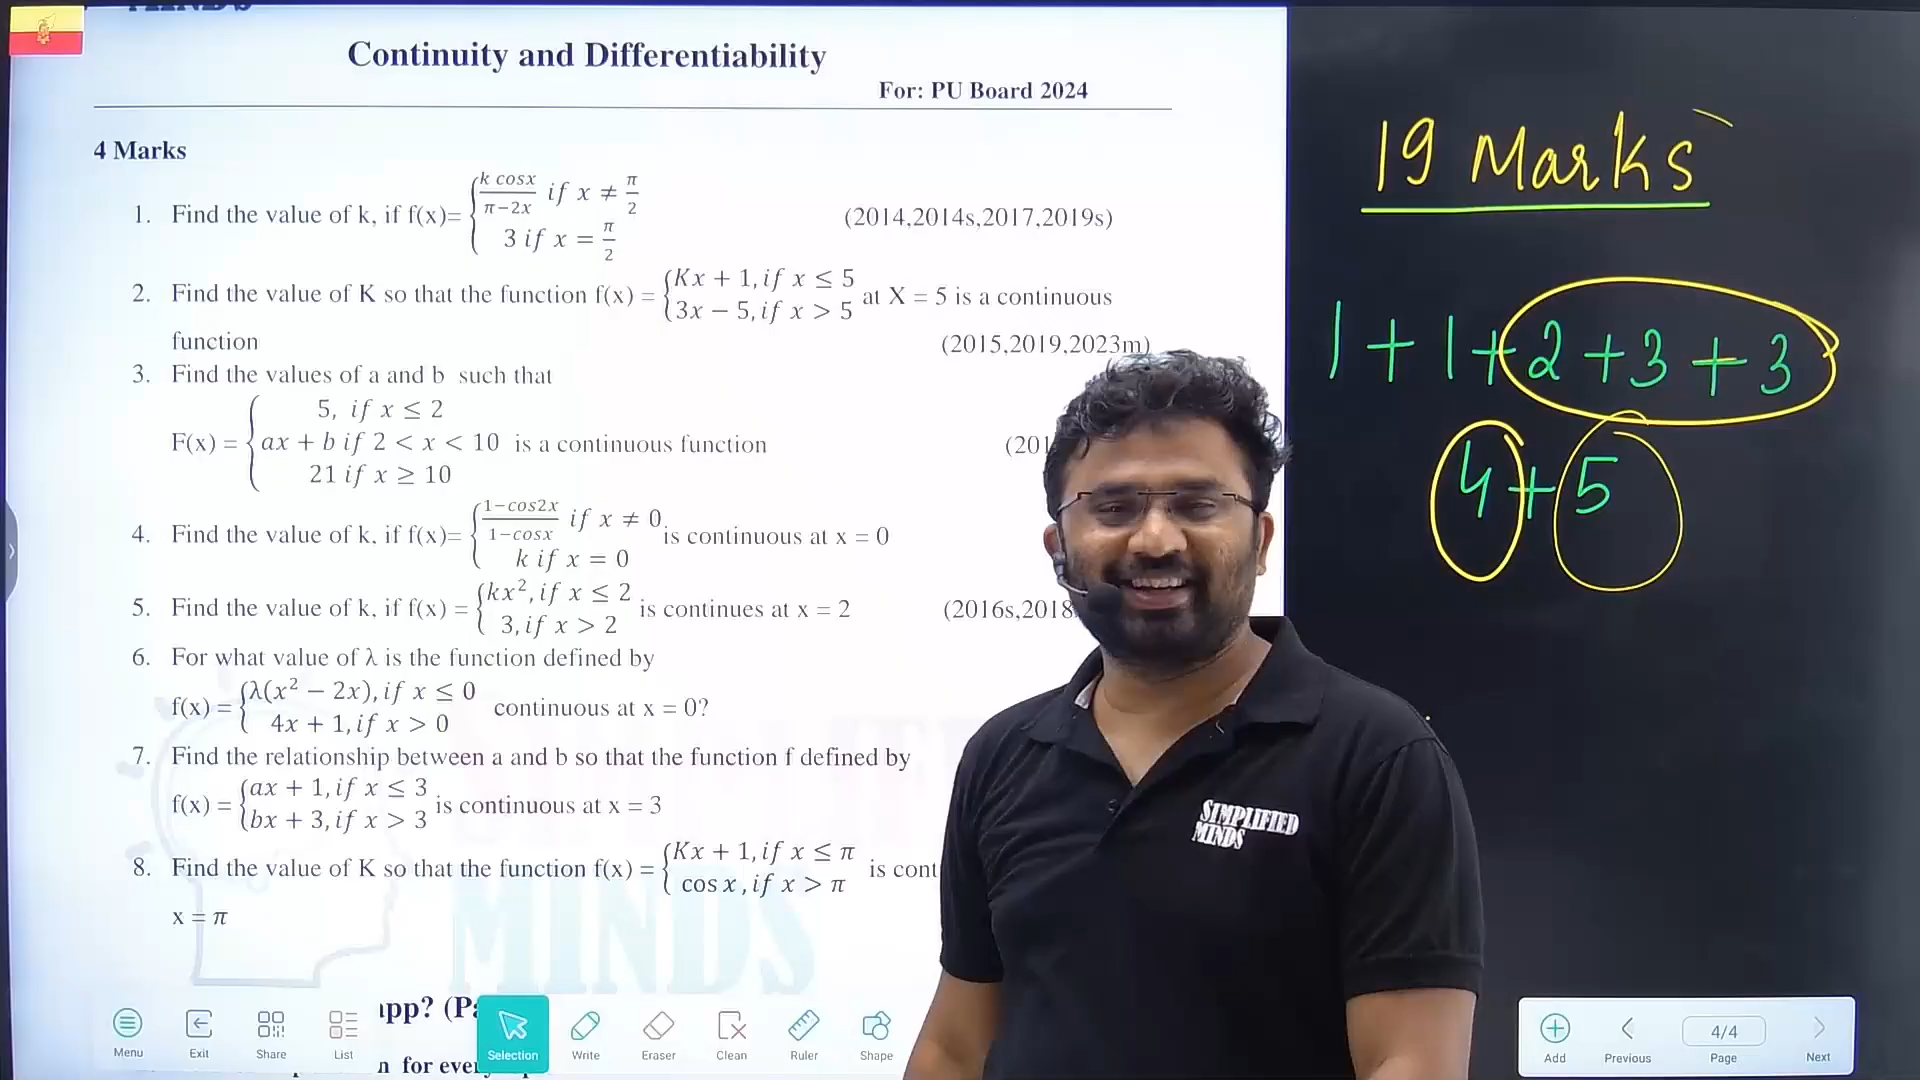 Continuity and Differentiability
For: PU Board 2024
4 Marks
1. Find the value of k, if f(x)= { k cosx / π−2x if x ≠ π/2
3 if x = π/2
(2014,2014s,2017,2019s)
2. Find the value of K so that the function f(x) = { Kx + 1, if x ≤ 5
3x − 5, if x > 5 at X = 5 is a continuous
function (2015,2019,2023m)
3. Find the values of a and b such that
F(x) = { 5, if x ≤ 2
ax + b if 2 < x < 10 is a continuous function
21 if x ≥ 10
(201
4. Find the value of k, if f(x)= { 1−cos2x / 1−cosx if x ≠ 0
k if x = 0 is continuous at x = 0
5. Find the value of k, if f(x) = { kx², if x ≤ 2
3, if x > 2 is continues at x = 2 (2016s,2018
6. For what value of λ is the function defined by
f(x) = { λ(x² − 2x), if x ≤ 0
4x + 1, if x > 0 continuous at x = 0?
7. Find the relationship between a and b so that the function f defined by
f(x) = { ax + 1, if x ≤ 3
bx + 3, if x > 3 is continuous at x = 3
8. Find the value of K so that the function f(x) = { Kx + 1, if x ≤ π
cos x, if x > π is cont
x = π
MINDS
pp? (P
n for ever
Menu
Exit
Share
List
Selection
Write
Eraser
Clean
Ruler
Shape
19 Marks
1 + 1 + 2 + 3 + 3
4 + 5
SIMPLIFIED
MINDS
Add
Previous
4/4
Page
Next